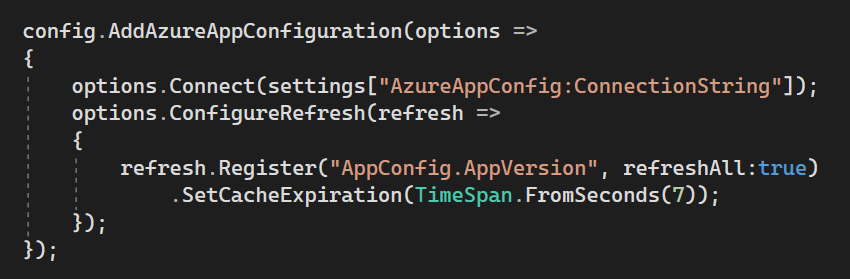 config.AddAzureAppConfiguration(options =>
{
    options.Connect(settings["AzureAppConfig:ConnectionString"]);
    options.ConfigureRefresh(refresh =>
    {
        refresh.Register("AppConfig.AppVersion", refreshAll:true)
            .SetCacheExpiration(TimeSpan.FromSeconds(7));
    });
});